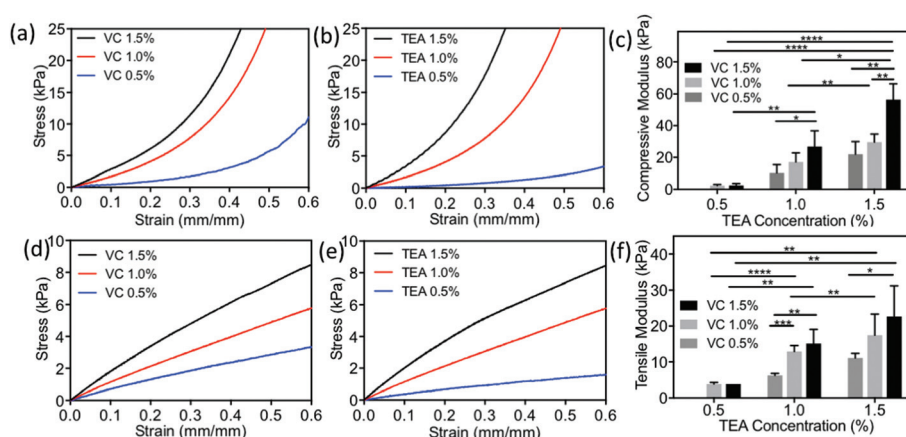 (a)
VC 1.5%
VC 1.0%
VC 0.5%
Stress (kPa)
25
20
15
10
5
0
0.0 0.1 0.2 0.3 0.4 0.5 0.6
Strain (mm/mm)
(b)
TEA 1.5%
TEA 1.0%
TEA 0.5%
Stress (kPa)
25
20
15
10
5
0
0.0 0.1 0.2 0.3 0.4 0.5 0.6
Strain (mm/mm)
(c)
Compressive Modulus (kPa)
80
60
40
20
0
VC 1.5%
VC 1.0%
VC 0.5%
****
****
*
**
** **
**
*
0.5 1.0 1.5
TEA Concentration (%)
(d)
VC 1.5%
VC 1.0%
VC 0.5%
Stress (kPa)
10
8
6
4
2
0
0.0 0.1 0.2 0.3 0.4 0.5 0.6
Strain (mm/mm)
(e)
TEA 1.5%
TEA 1.0%
TEA 0.5%
Stress (kPa)
10
8
6
4
2
0
0.0 0.1 0.2 0.3 0.4 0.5 0.6
Strain (mm/mm)
(f)
Tensile Modulus (kPa)
40
30
20
10
0
VC 1.5%
VC 1.0%
VC 0.5%
**
**
****
*
**
**
**
***
0.5 1.0 1.5
TEA Concentration (%)